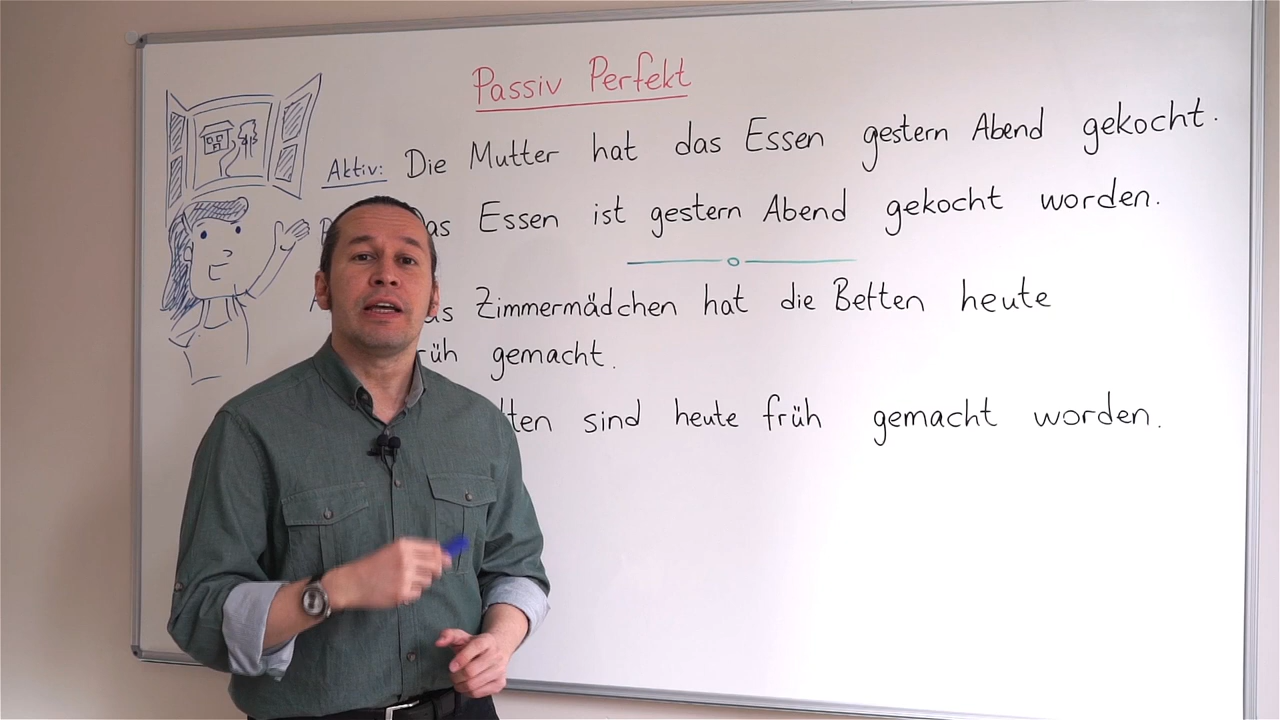 Passiv Perfekt
Aktiv: Die Mutter hat das Essen gestern Abend gekocht.
Essen ist gestern Abend gekocht worden.
Zimmermädchen hat die Betten heute
gemacht.
sind heute früh gemacht worden.